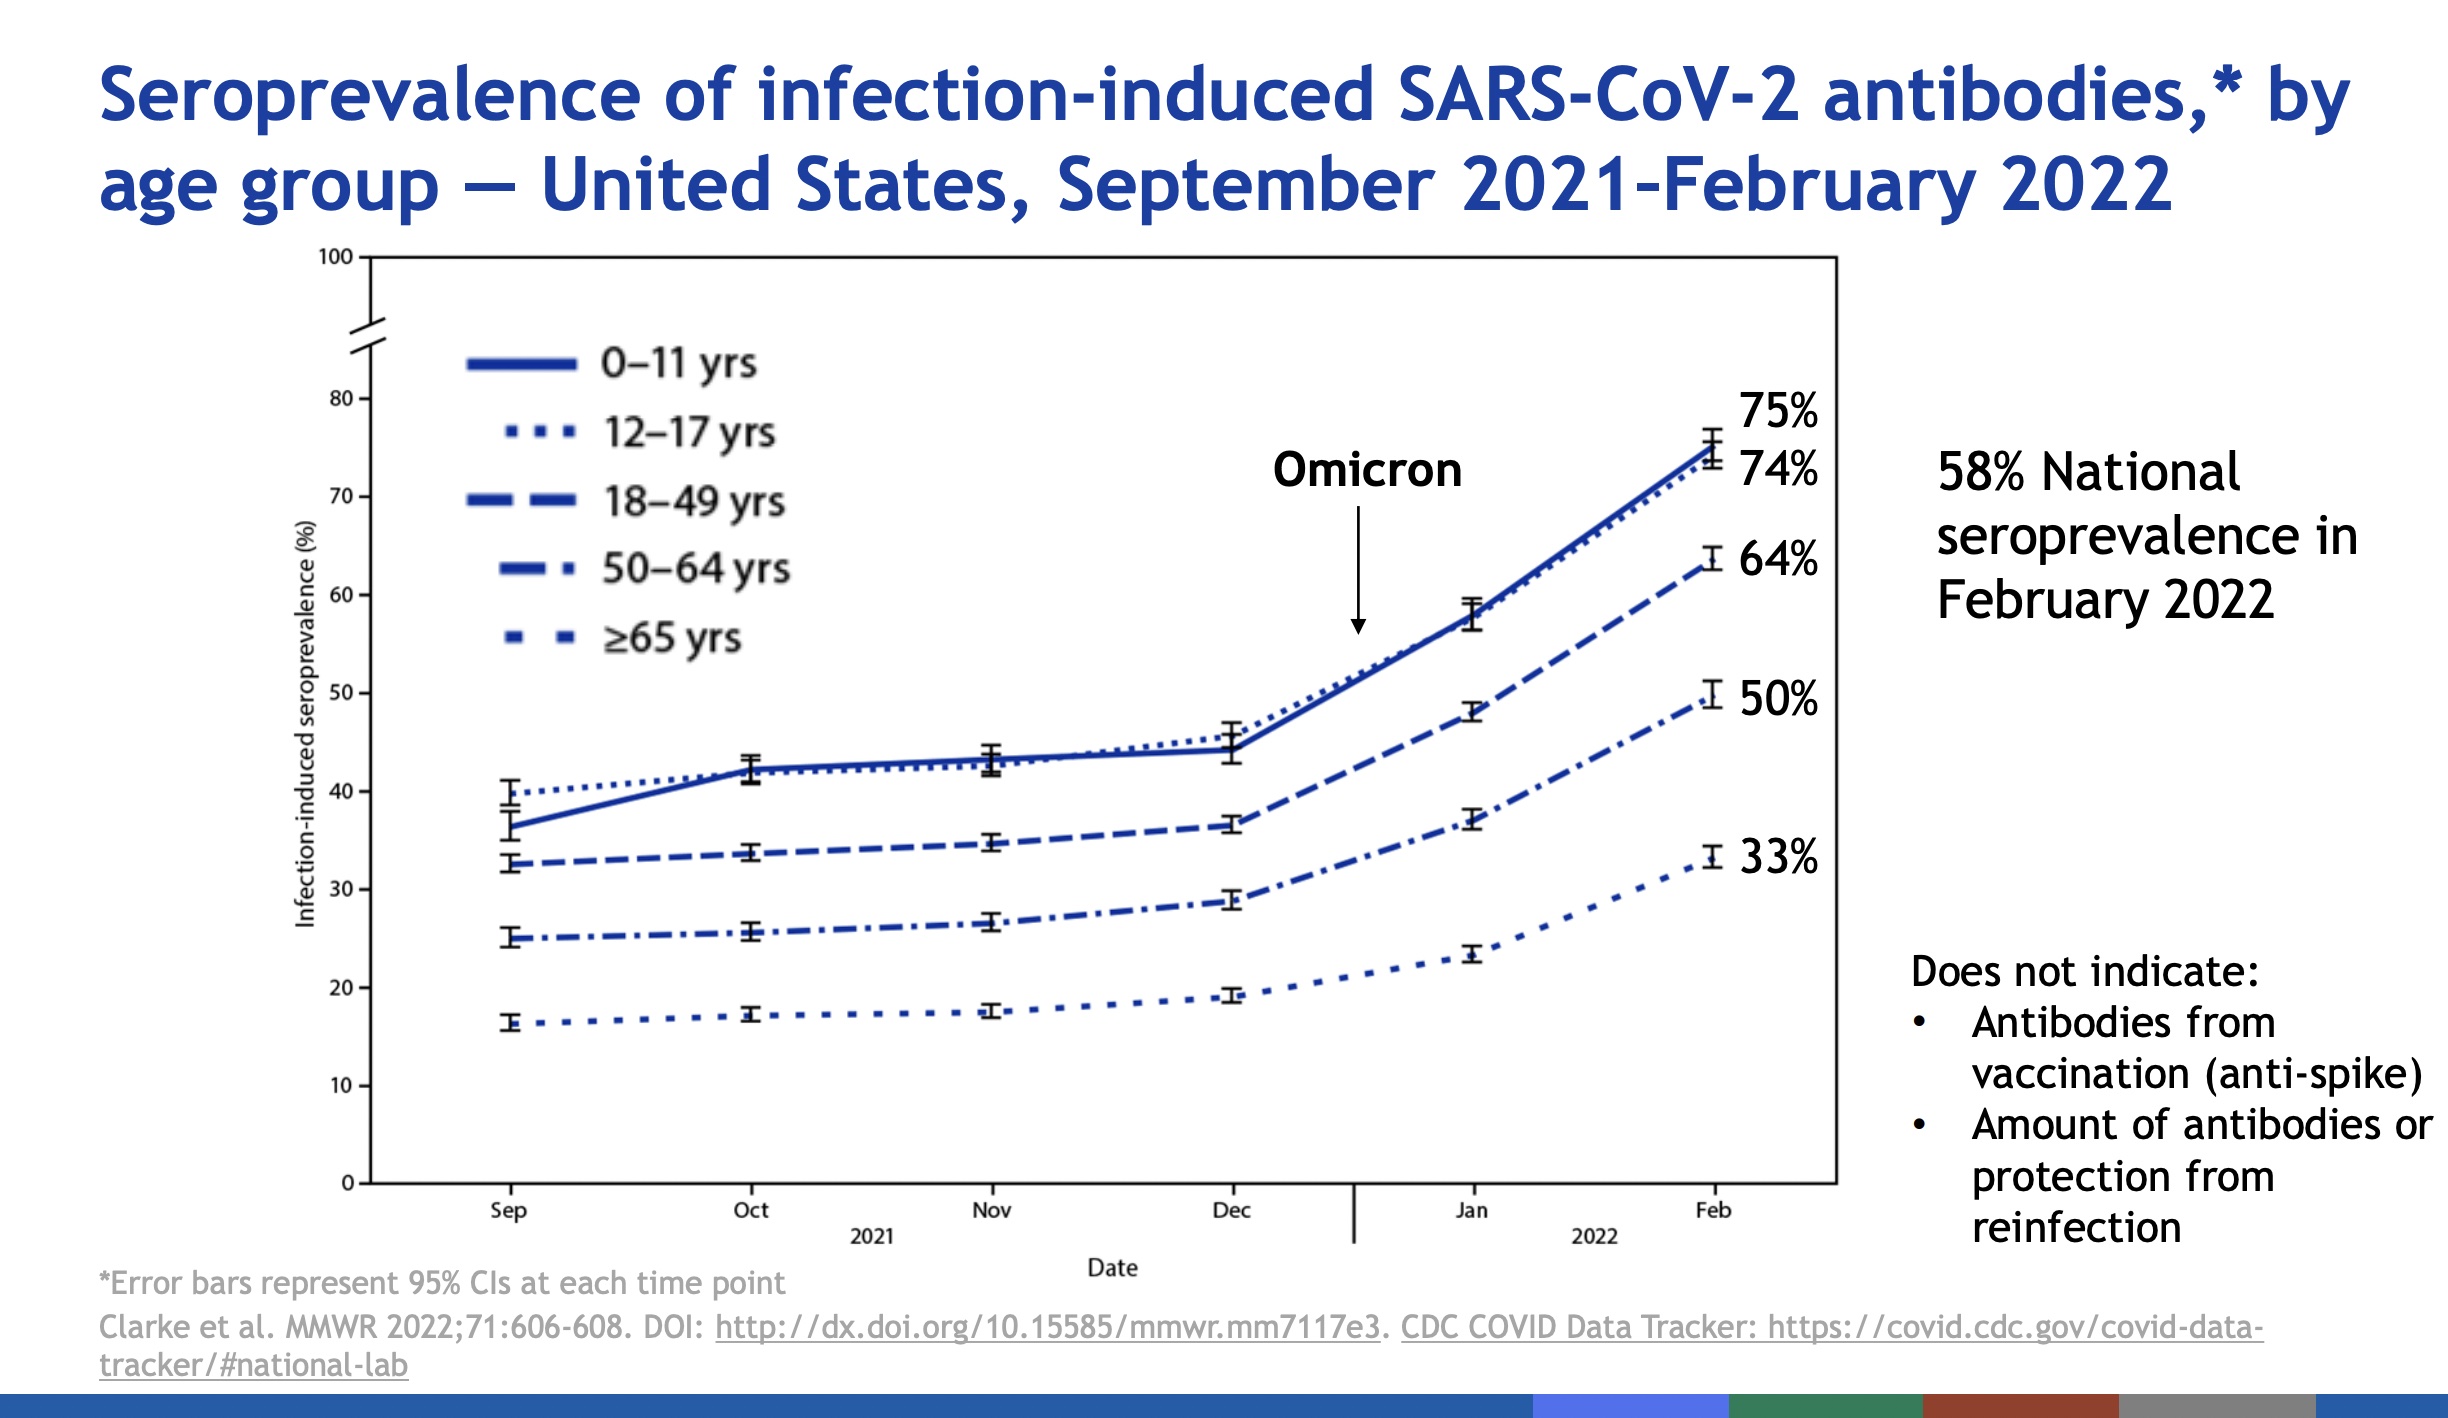 Seroprevalence of infection-induced SARS-CoV-2 antibodies,* by
age group — United States, September 2021–February 2022
100
80
70
60
50
40
30
20
10
0
Infection-induced seroprevalence (%)
0–11 yrs
12–17 yrs
18–49 yrs
50–64 yrs
≥65 yrs
Omicron
75%
74%
64%
50%
33%
Sep
Oct
Nov
Dec
Jan
Feb
2021
2022
Date
58% National
seroprevalence in
February 2022
Does not indicate:
• Antibodies from
vaccination (anti-spike)
• Amount of antibodies or
protection from
reinfection
*Error bars represent 95% CIs at each time point
Clarke et al. MMWR 2022;71:606-608. DOI: http://dx.doi.org/10.15585/mmwr.mm7117e3. CDC COVID Data Tracker: https://covid.cdc.gov/covid-data-
tracker/#national-lab